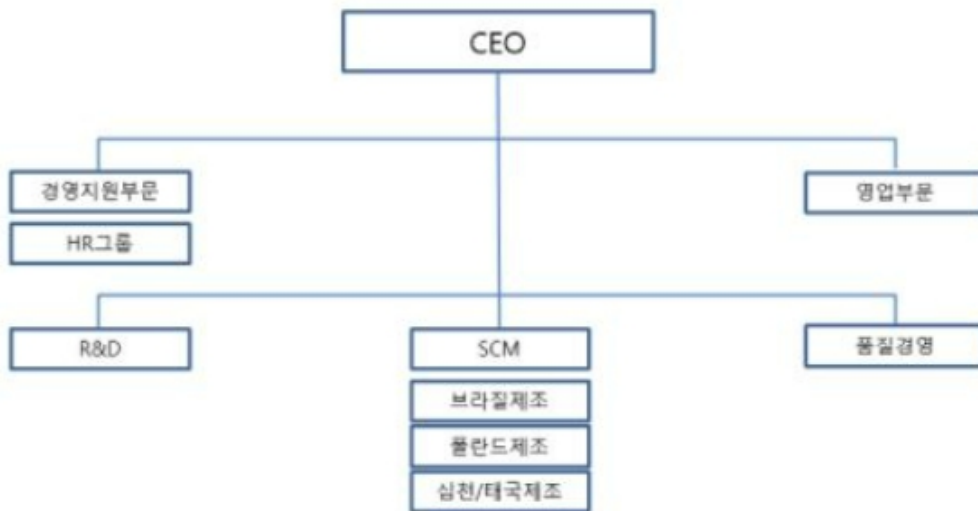 CEO
경영지원부문
영업부문
HR그룹
R&D
SCM
품질경영
브라질제조
폴란드제조
심천/태국제조